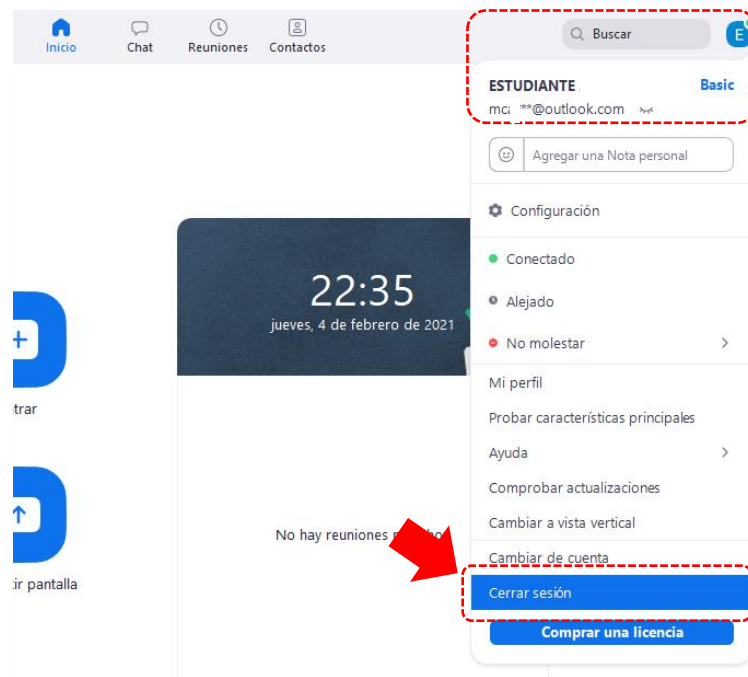 Inicio
Chat
Reuniones
Contactos
Buscar
E
ESTUDIANTE
Basic
mca **@outlook.com
Agregar una Nota personal
Configuración
Conectado
22:35
jueves, 4 de febrero de 2021
Alejado
No molestar
Mi perfil
trar
Probar características principales
Ayuda
Comprobar actualizaciones
Cambiar a vista vertical
No hay reuniones
Cambiar de cuenta
ir pantalla
Cerrar sesión
Comprar una licencia